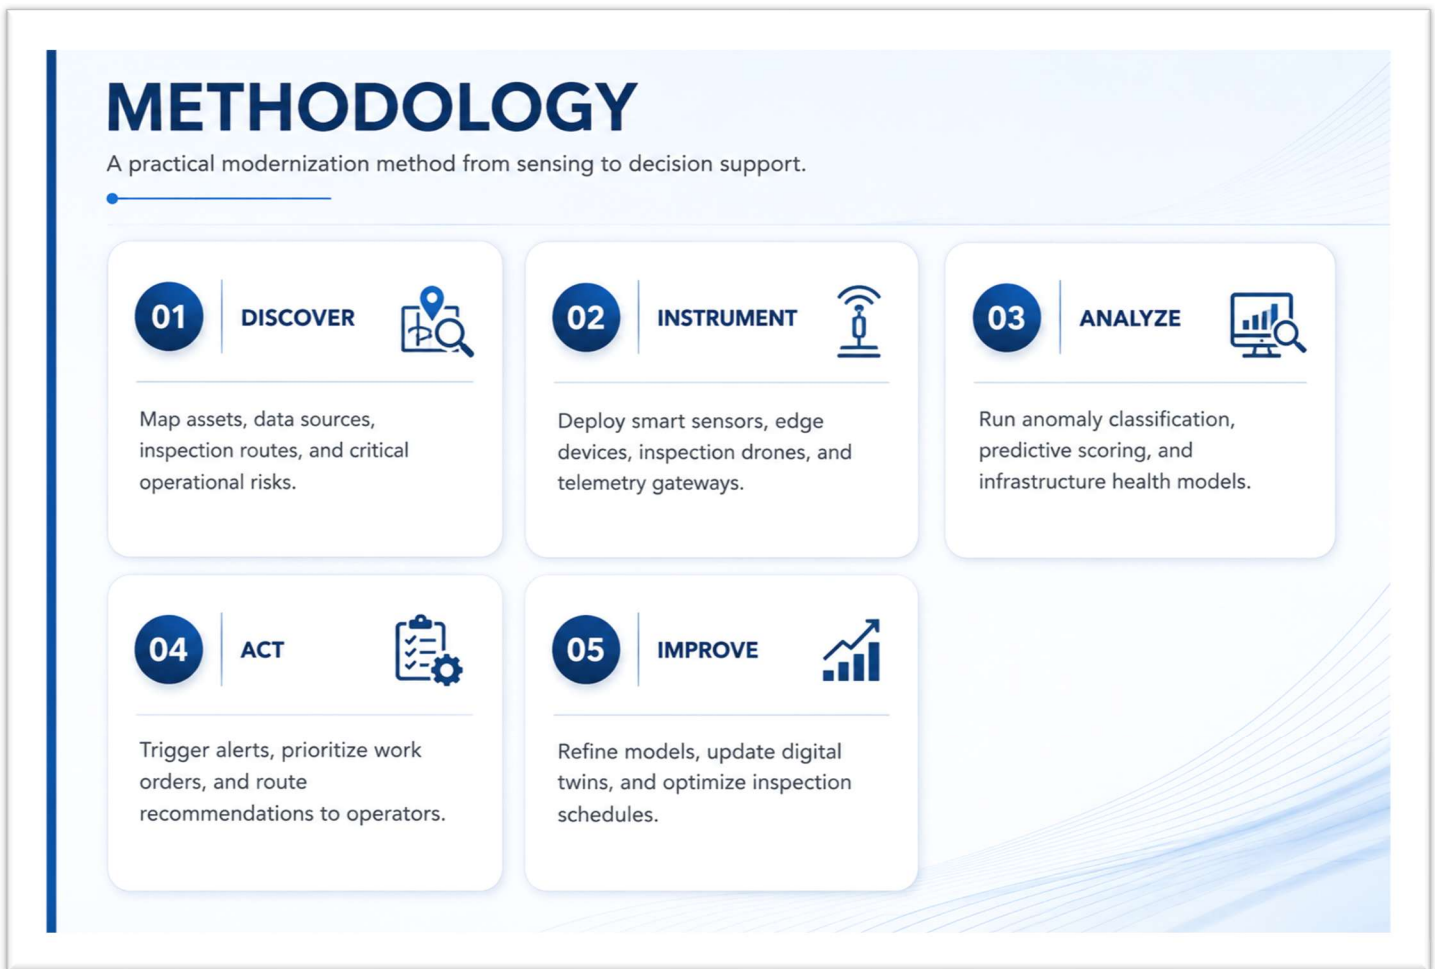 METHODOLOGY
A practical modernization method from sensing to decision support.
01
DISCOVER
Map assets, data sources,
inspection routes, and critical
operational risks.
02
INSTRUMENT
Deploy smart sensors, edge
devices, inspection drones, and
telemetry gateways.
03
ANALYZE
Run anomaly classification,
predictive scoring, and
infrastructure health models.
04
ACT
Trigger alerts, prioritize work
orders, and route
recommendations to operators.
05
IMPROVE
Refine models, update digital
twins, and optimize inspection
schedules.